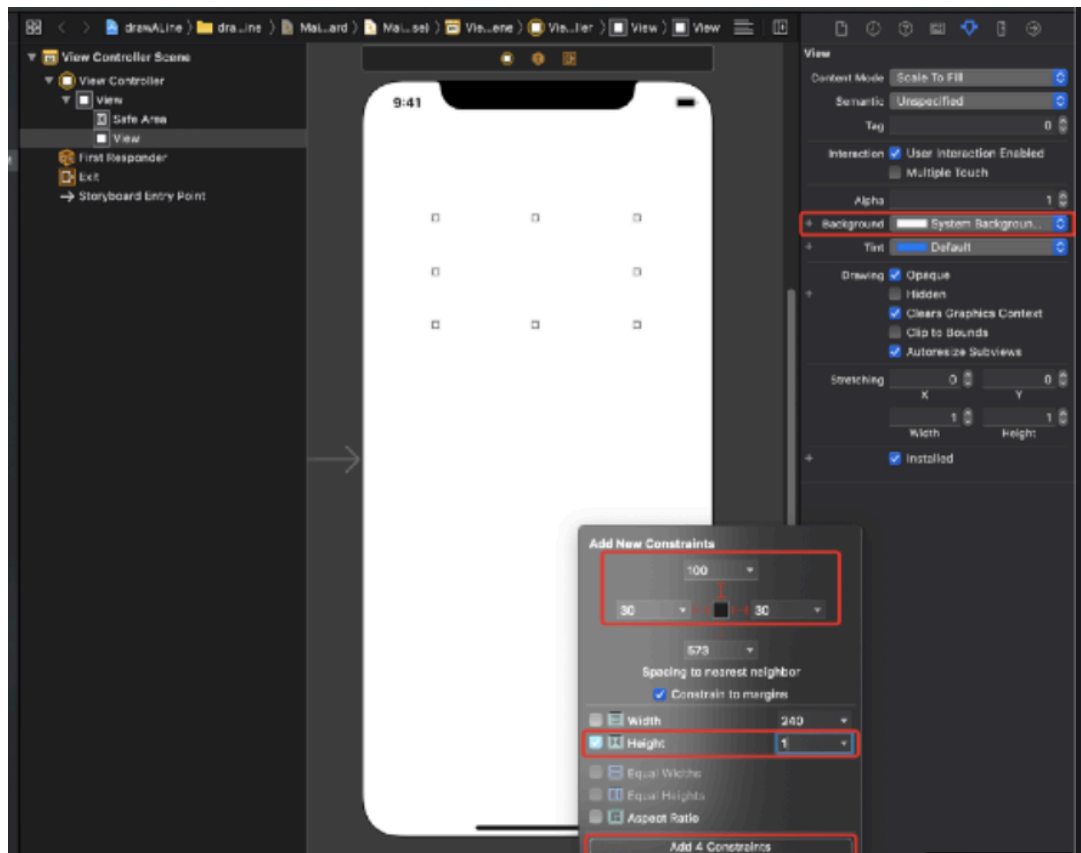 drawALine dra...ine Mai...ard Mai...se) Vie...ene Vie...ller View View
View Controller Scene
View Controller
View
Safe Area
View
First Responder
Exit
Storyboard Entry Point
9:41
View
Content Mode Scale To Fill
Semantic Unspecified
Tag 0
Interaction User Interaction Enabled
Multiple Touch
Alpha 1
+ Background System Backgroun...
+ Tint Default
Drawing Opaque
+ Hidden
Clears Graphics Context
Clip to Bounds
Autoresize Subviews
Stretching 0 0
X Y
1 1
Width Height
+ Installed
Add New Constraints
100
30 30
573
Spacing to nearest neighbor
Constrain to margins
Width 240
Height 1
Equal Widths
Equal Heights
Aspect Ratio
Add 4 Constraints